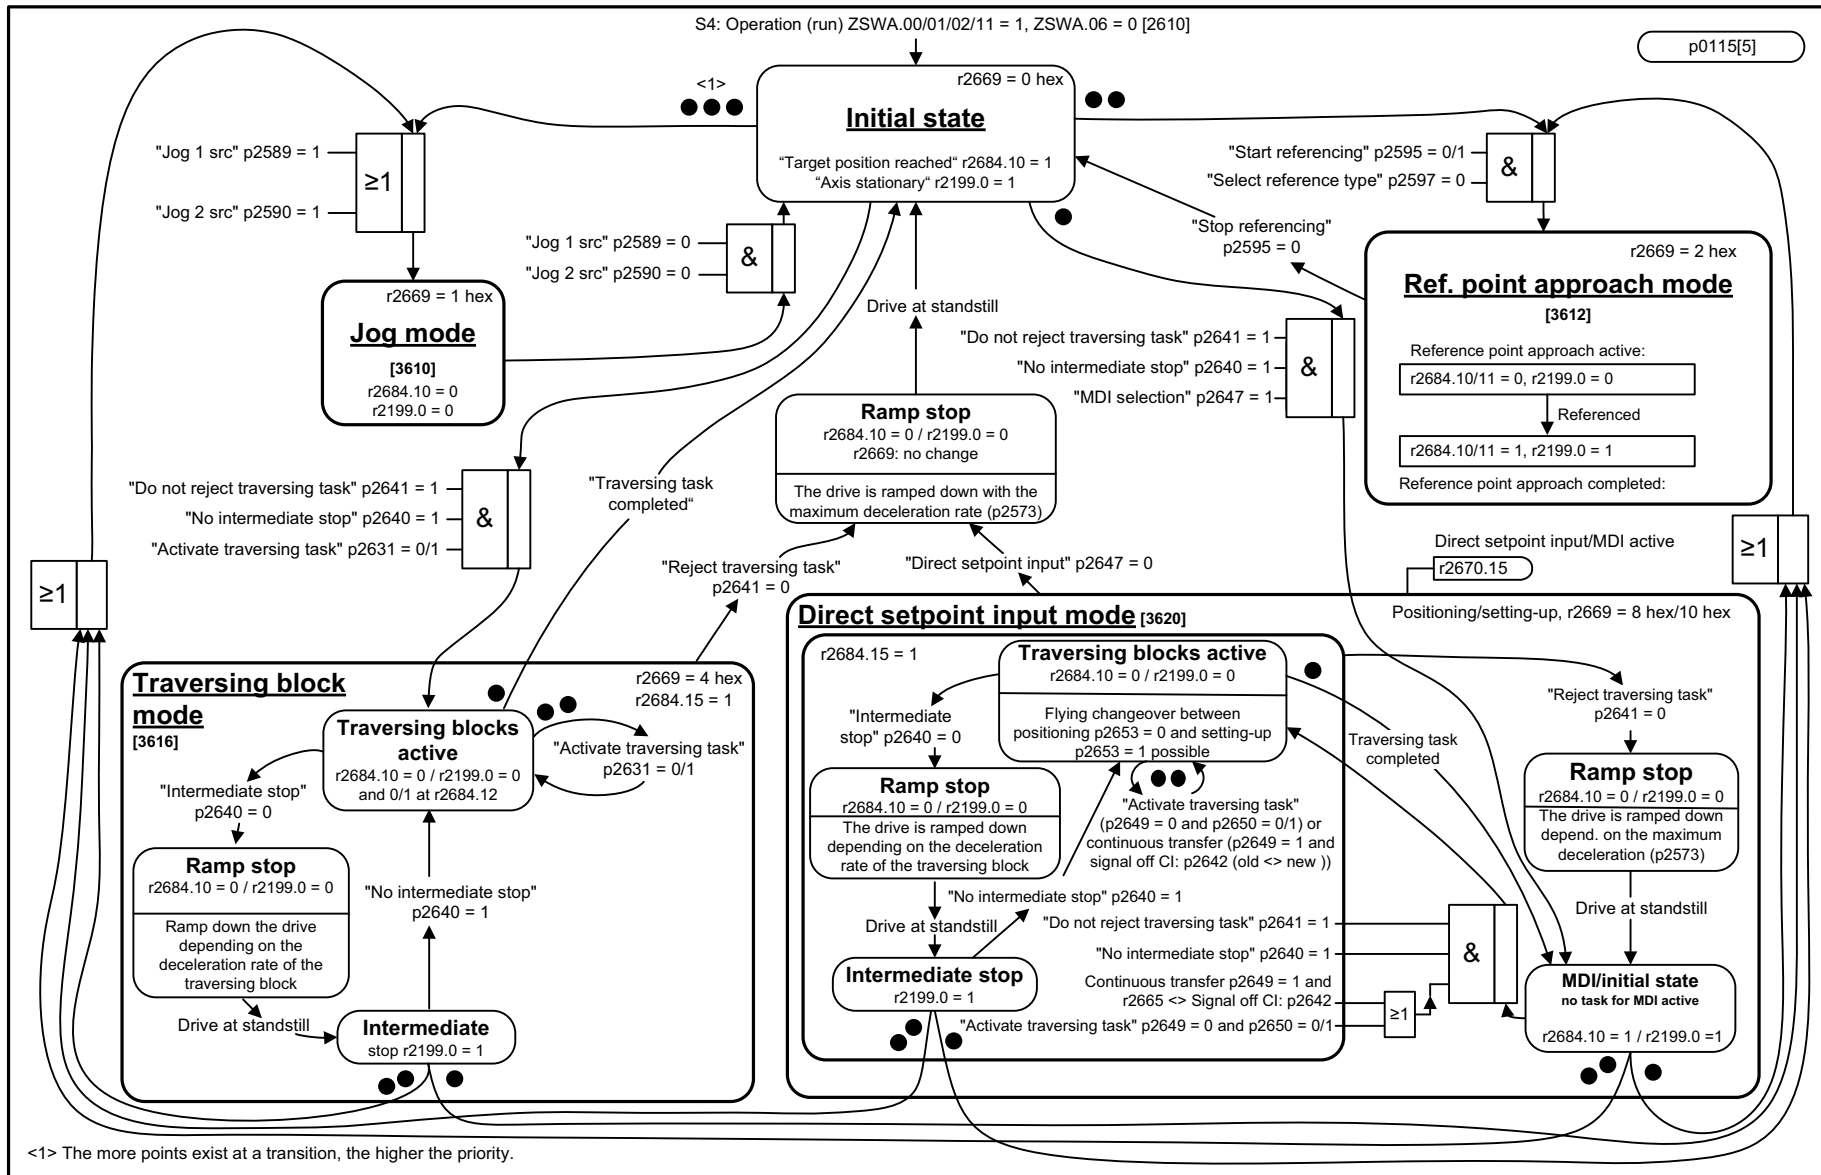 S4: Operation (run) ZSWA.00/01/02/11 = 1, ZSWA.06 = 0 [2610]
p0115[5]
<1>
r2669 = 0 hex
Initial state
“Target position reached“ r2684.10 = 1
“Axis stationary“ r2199.0 = 1
"Jog 1 src" p2589 = 1
≥1
"Jog 2 src" p2590 = 1
"Start referencing" p2595 = 0/1
&
"Select reference type" p2597 = 0
"Jog 1 src" p2589 = 0
&
"Jog 2 src" p2590 = 0
"Stop referencing"
p2595 = 0
r2669 = 1 hex
Jog mode
[3610]
r2684.10 = 0
r2199.0 = 0
r2669 = 2 hex
Ref. point approach mode
[3612]
Reference point approach active:
r2684.10/11 = 0, r2199.0 = 0
Referenced
r2684.10/11 = 1, r2199.0 = 1
Reference point approach completed:
Drive at standstill
"Do not reject traversing task" p2641 = 1
"No intermediate stop" p2640 = 1
&
"MDI selection" p2647 = 1
Ramp stop
r2684.10 = 0 / r2199.0 = 0
r2669: no change
The drive is ramped down with the
maximum deceleration rate (p2573)
"Do not reject traversing task" p2641 = 1
"No intermediate stop" p2640 = 1
&
"Activate traversing task" p2631 = 0/1
"Traversing task
completed“
≥1
"Reject traversing task"
p2641 = 0
"Direct setpoint input" p2647 = 0
Direct setpoint input/MDI active
r2670.15
≥1
Traversing block
mode
[3616]
r2669 = 4 hex
r2684.15 = 1
Traversing blocks
active
r2684.10 = 0 / r2199.0 = 0
and 0/1 at r2684.12
"Activate traversing task"
p2631 = 0/1
"Intermediate stop"
p2640 = 0
Ramp stop
r2684.10 = 0 / r2199.0 = 0
Ramp down the drive
depending on the
deceleration rate of the
traversing block
"No intermediate stop"
p2640 = 1
Drive at standstill
Intermediate
stop r2199.0 = 1
Direct setpoint input mode [3620]
Positioning/setting-up, r2669 = 8 hex/10 hex
r2684.15 = 1
Traversing blocks active
r2684.10 = 0 / r2199.0 = 0
Flying changeover between
positioning p2653 = 0 and setting-up
p2653 = 1 possible
"Intermediate
stop" p2640 = 0
Ramp stop
r2684.10 = 0 / r2199.0 = 0
The drive is ramped down
depending on the deceleration
rate of the traversing block
"Activate traversing task"
(p2649 = 0 and p2650 = 0/1) or
continuous transfer (p2649 = 1 and
signal off CI: p2642 (old <> new ))
Traversing task
completed
"Reject traversing task"
p2641 = 0
Ramp stop
r2684.10 = 0 / r2199.0 = 0
The drive is ramped down
depend. on the maximum
deceleration (p2573)
Drive at standstill
"No intermediate stop" p2640 = 1
Drive at standstill
Intermediate stop
r2199.0 = 1
"Do not reject traversing task" p2641 = 1
"No intermediate stop" p2640 = 1
&
Continuous transfer p2649 = 1 and
r2665 <> Signal off CI: p2642
≥1
"Activate traversing task" p2649 = 0 and p2650 = 0/1
MDI/initial state
no task for MDI active
r2684.10 = 1 / r2199.0 =1
<1> The more points exist at a transition, the higher the priority.